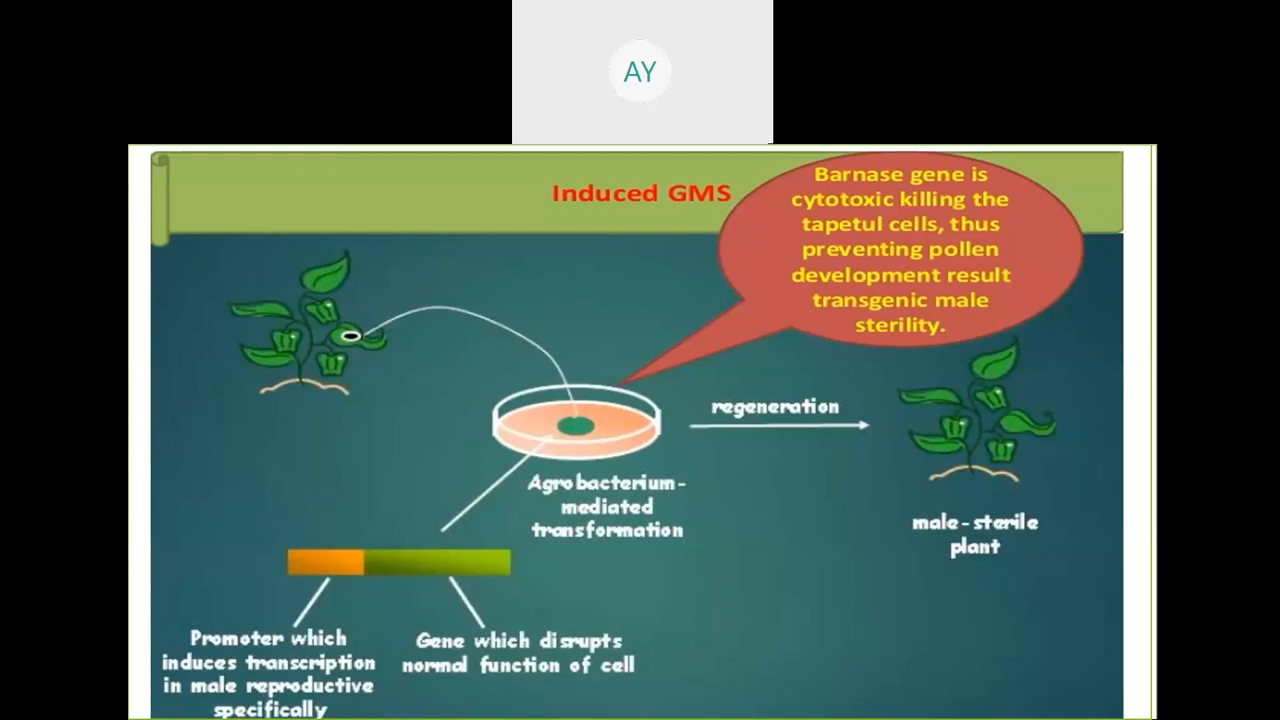 AY
Induced GMS
Barnase gene is
cytotoxic killing the
tapetul cells, thus
preventing pollen
development result
transgenic male
sterility.
regeneration
Agrobacterium-
mediated
transformation
male-sterile
plant
Promoter which
induces transcription
in male reproductive
specifically
Gene which disrupts
normal function of cell